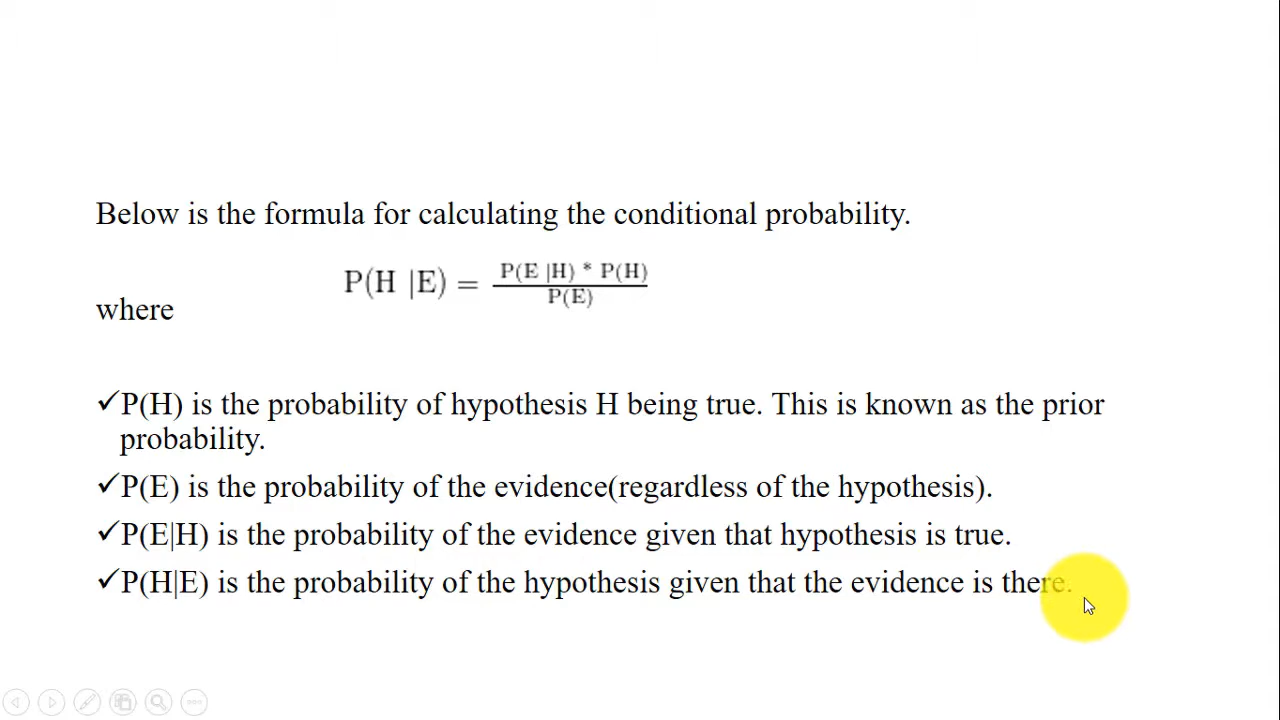 Below is the formula for calculating the conditional probability.
P(H |E) = P(E |H) * P(H) / P(E)
where
✓P(H) is the probability of hypothesis H being true. This is known as the prior
probability.
✓P(E) is the probability of the evidence(regardless of the hypothesis).
✓P(E|H) is the probability of the evidence given that hypothesis is true.
✓P(H|E) is the probability of the hypothesis given that the evidence is there.